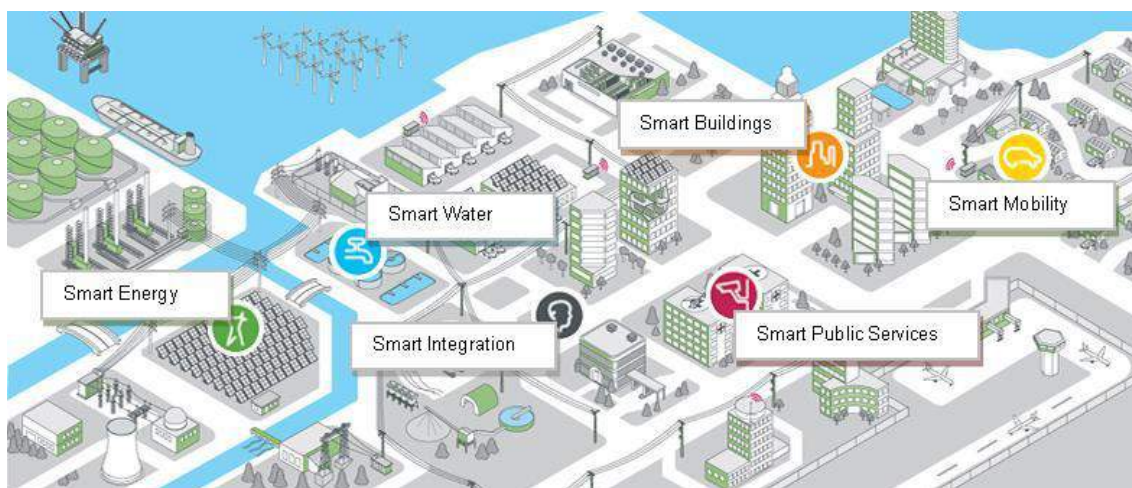 Smart Buildings
Smart Water
Smart Mobility
Smart Energy
Smart Integration
Smart Public Services